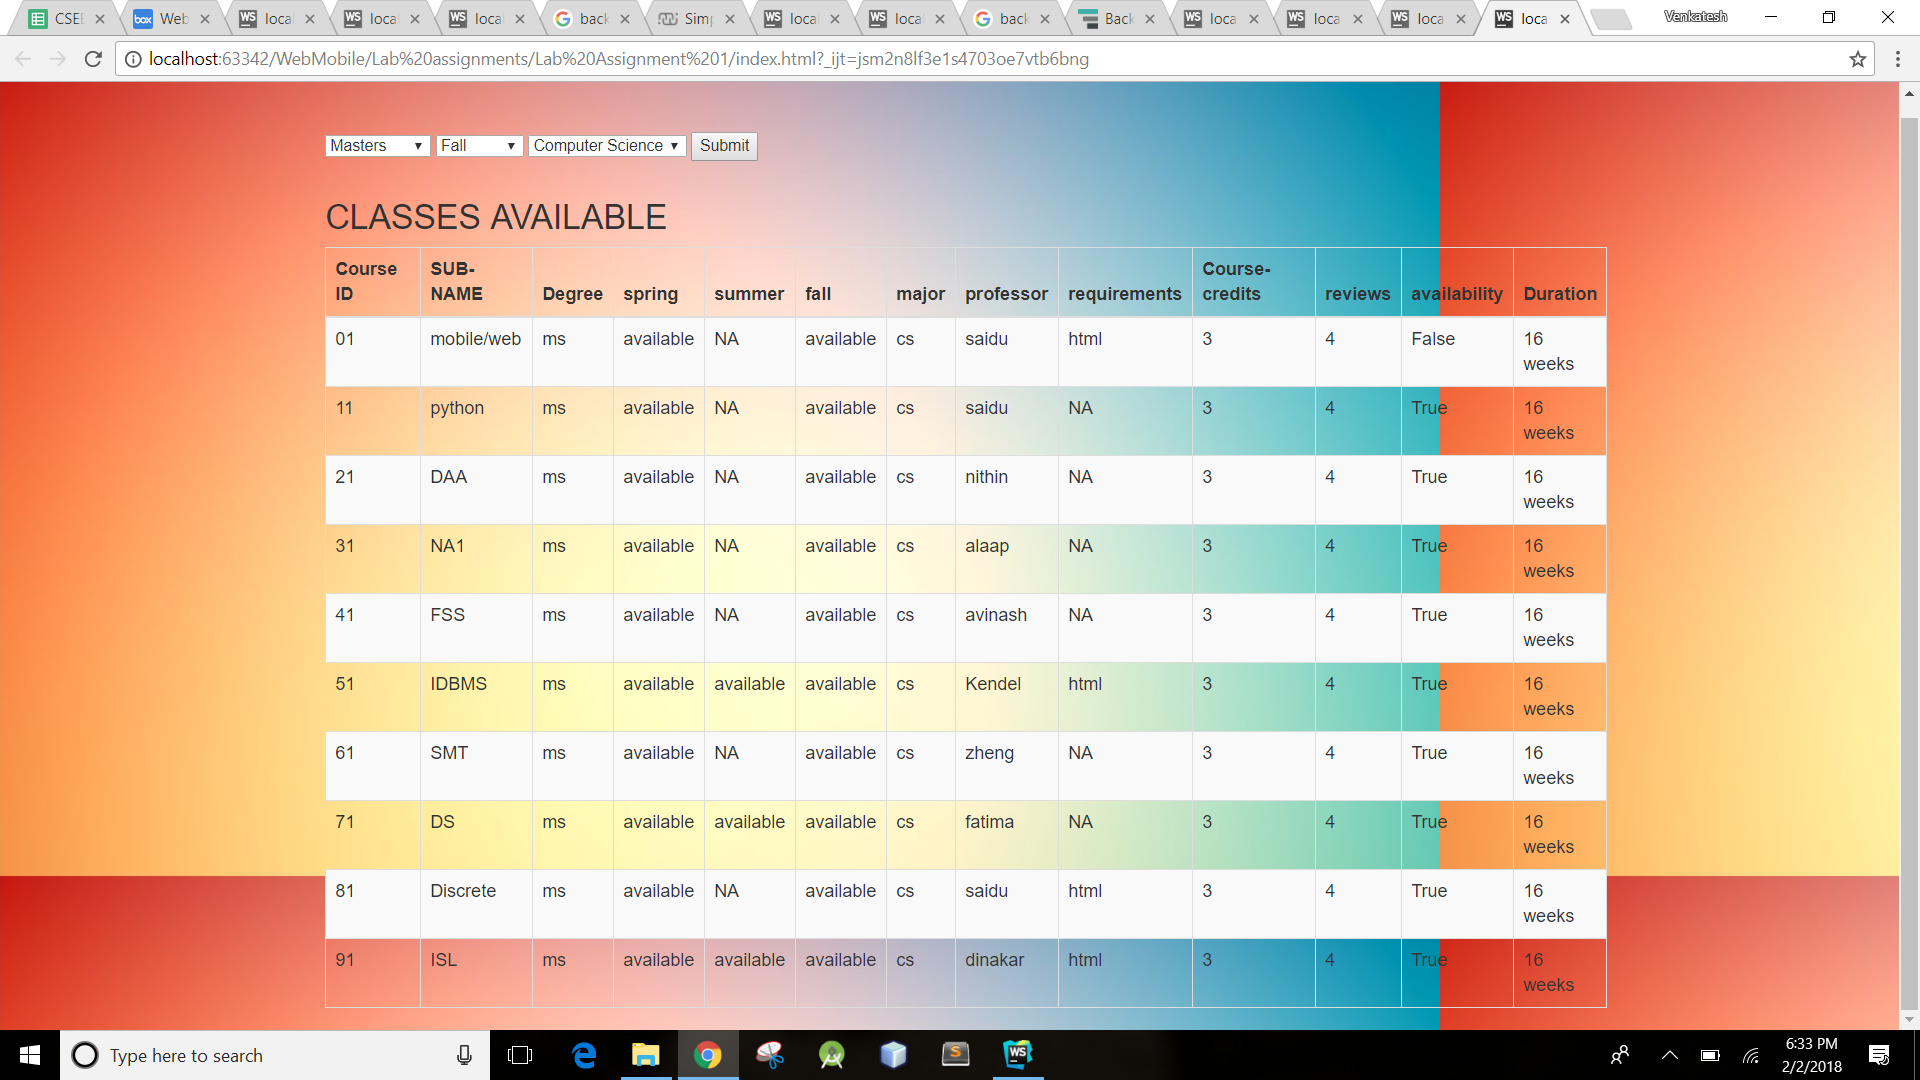 CSEE
Web
local
local
local
back
Simp
local
local
back
Back
loca
loca
loca
loca
Venkatesh
localhost:63342/WebMobile/Lab%20assignments/Lab%20Assignment%201/index.html?_ijt=jsm2n8lf3e1s4703oe7vtb6bng
Masters Fall Computer Science Submit
CLASSES AVAILABLE
Course ID SUB-NAME Degree spring summer fall major professor requirements Course-credits reviews availability Duration
01 mobile/web ms available NA available cs saidu html 3 4 False 16 weeks
11 python ms available NA available cs saidu NA 3 4 True 16 weeks
21 DAA ms available NA available cs nithin NA 3 4 True 16 weeks
31 NA1 ms available NA available cs alaap NA 3 4 True 16 weeks
41 FSS ms available NA available cs avinash NA 3 4 True 16 weeks
51 IDBMS ms available available available cs Kendel html 3 4 True 16 weeks
61 SMT ms available NA available cs zheng NA 3 4 True 16 weeks
71 DS ms available available available cs fatima NA 3 4 True 16 weeks
81 Discrete ms available NA available cs saidu html 3 4 True 16 weeks
91 ISL ms available available available cs dinakar html 3 4 True 16 weeks
Type here to search
6:33 PM
2/2/2018